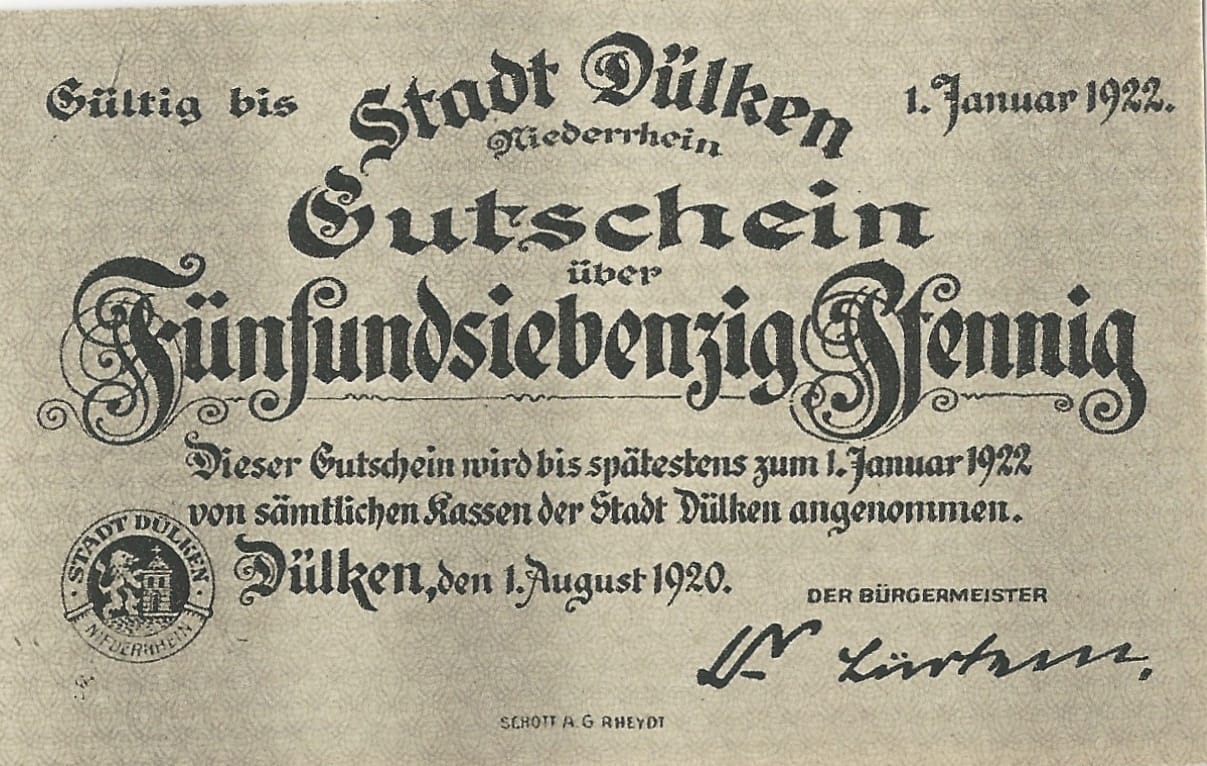 Gültig bis
Stadt Dülken
1. Januar 1922.
Niederrhein
Gutschein
über
Fünfundsiebenzig Pfennig
Dieser Gutschein wird bis spätestens zum 1. Januar 1922
von sämtlichen Kassen der Stadt Dülken angenommen.
STADT DÜLKEN
NIEDERRHEIN
Dülken, den 1. August 1920.
DER BÜRGERMEISTER
SCHOTT A.G RHEYDT